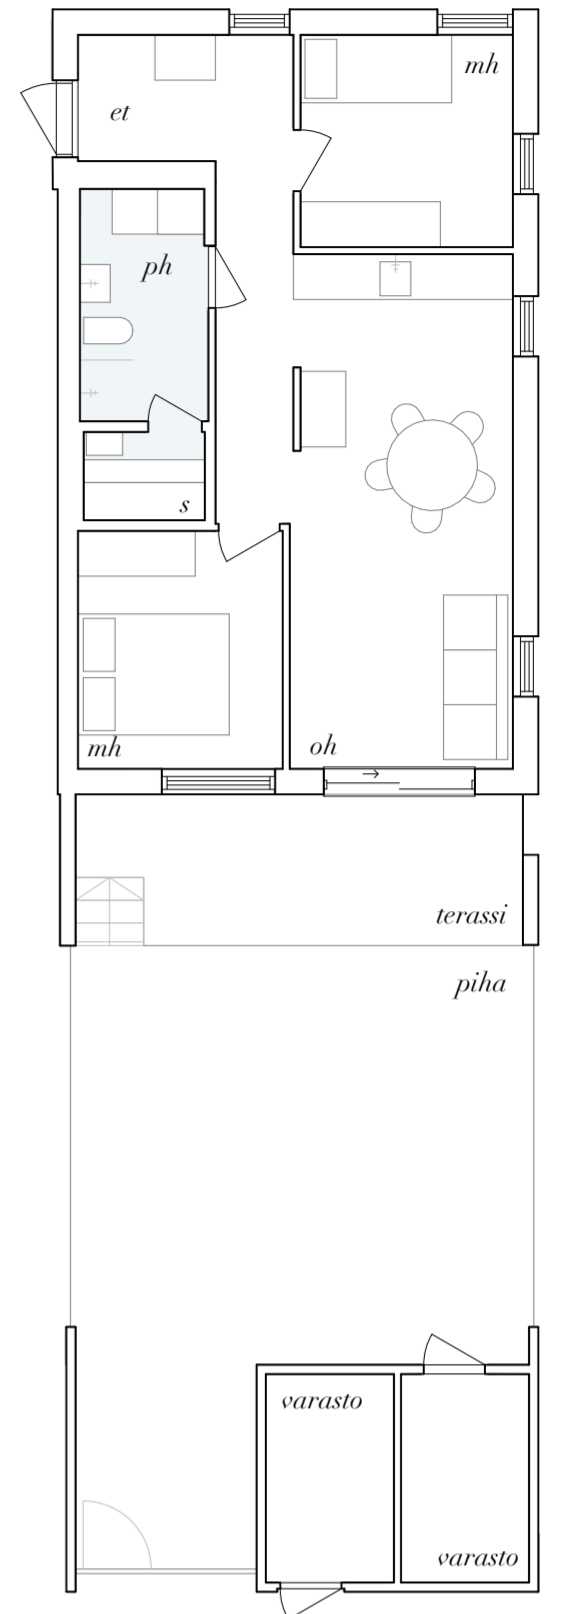 mh
et
ph
s
mh
oh
terassi
piha
varasto
varasto